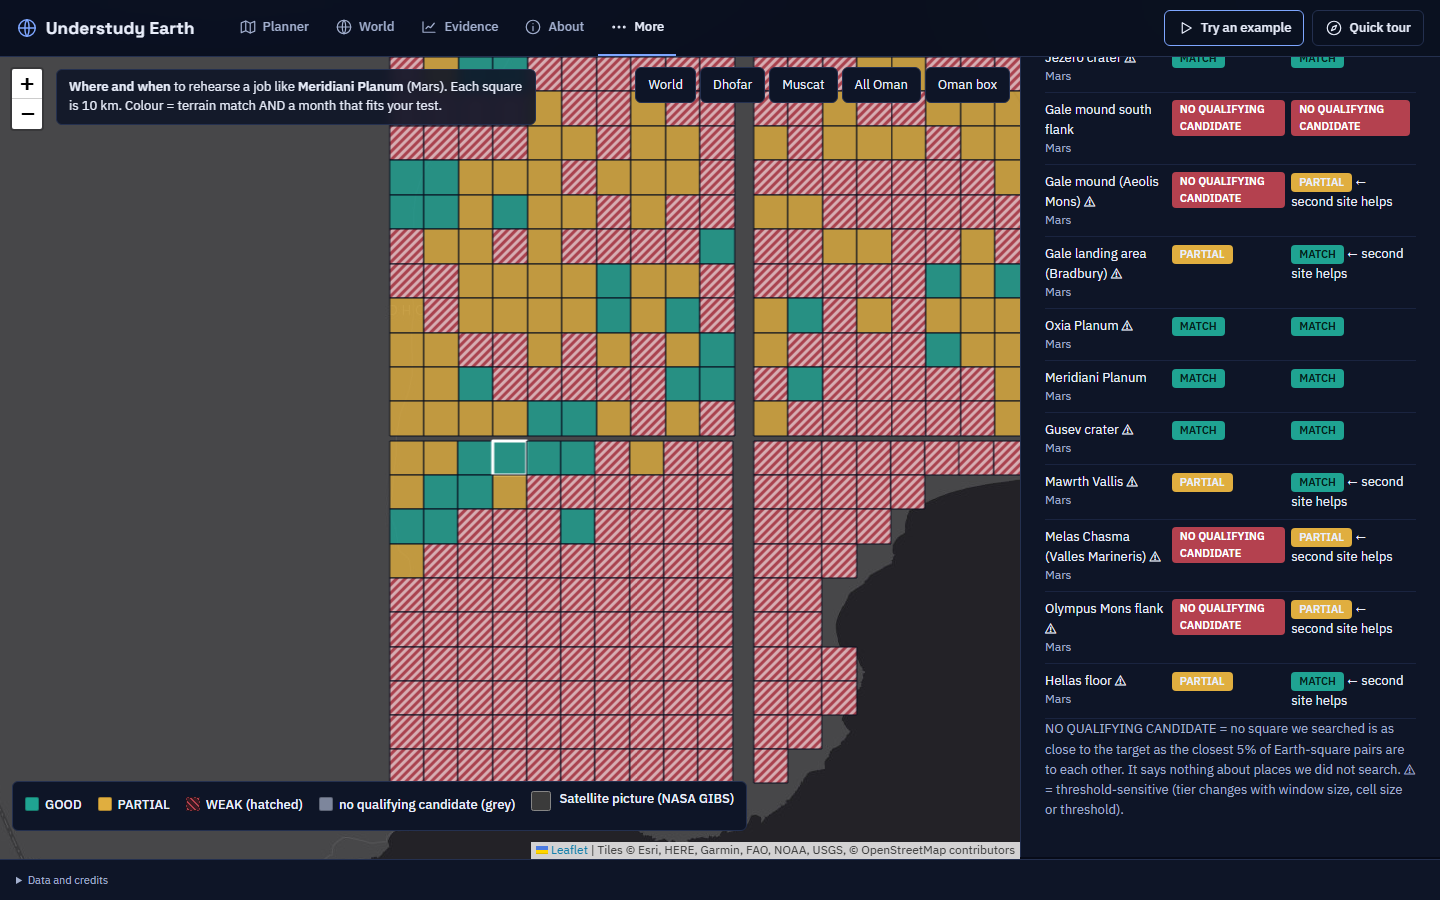 Understudy Earth
Planner
World
Evidence
About
More
Try an example
Quick tour
+
−
Where and when to rehearse a job like Meridiani Planum (Mars). Each square
is 10 km. Colour = terrain match AND a month that fits your test.
World
Dhofar
Muscat
All Oman
Oman box
Jezero crater ⚠ MATCH MATCH
Mars
Gale mound south
flank
Mars
NO QUALIFYING
CANDIDATE
NO QUALIFYING
CANDIDATE
Gale mound (Aeolis
Mons) ⚠
Mars
NO QUALIFYING
CANDIDATE
PARTIAL ←
second site helps
Gale landing area
(Bradbury) ⚠
Mars
PARTIAL
MATCH ← second
site helps
Oxia Planum ⚠ MATCH MATCH
Mars
Meridiani Planum MATCH MATCH
Mars
Gusev crater ⚠ MATCH MATCH
Mars
Mawrth Vallis ⚠
Mars
PARTIAL
MATCH ← second
site helps
Melas Chasma
(Valles Marineris) ⚠
Mars
NO QUALIFYING
CANDIDATE
PARTIAL ←
second site helps
Olympus Mons flank
⚠
Mars
NO QUALIFYING
CANDIDATE
PARTIAL ←
second site helps
Hellas floor ⚠
Mars
PARTIAL
MATCH ← second
site helps
NO QUALIFYING CANDIDATE = no square we searched is as
close to the target as the closest 5% of Earth-square pairs are
to each other. It says nothing about places we did not search. ⚠
= threshold-sensitive (tier changes with window size, cell size
or threshold).
GOOD
PARTIAL
WEAK (hatched)
no qualifying candidate (grey)
Satellite picture (NASA GIBS)
Leaflet | Tiles © Esri, HERE, Garmin, FAO, NOAA, USGS, © OpenStreetMap contributors
Data and credits